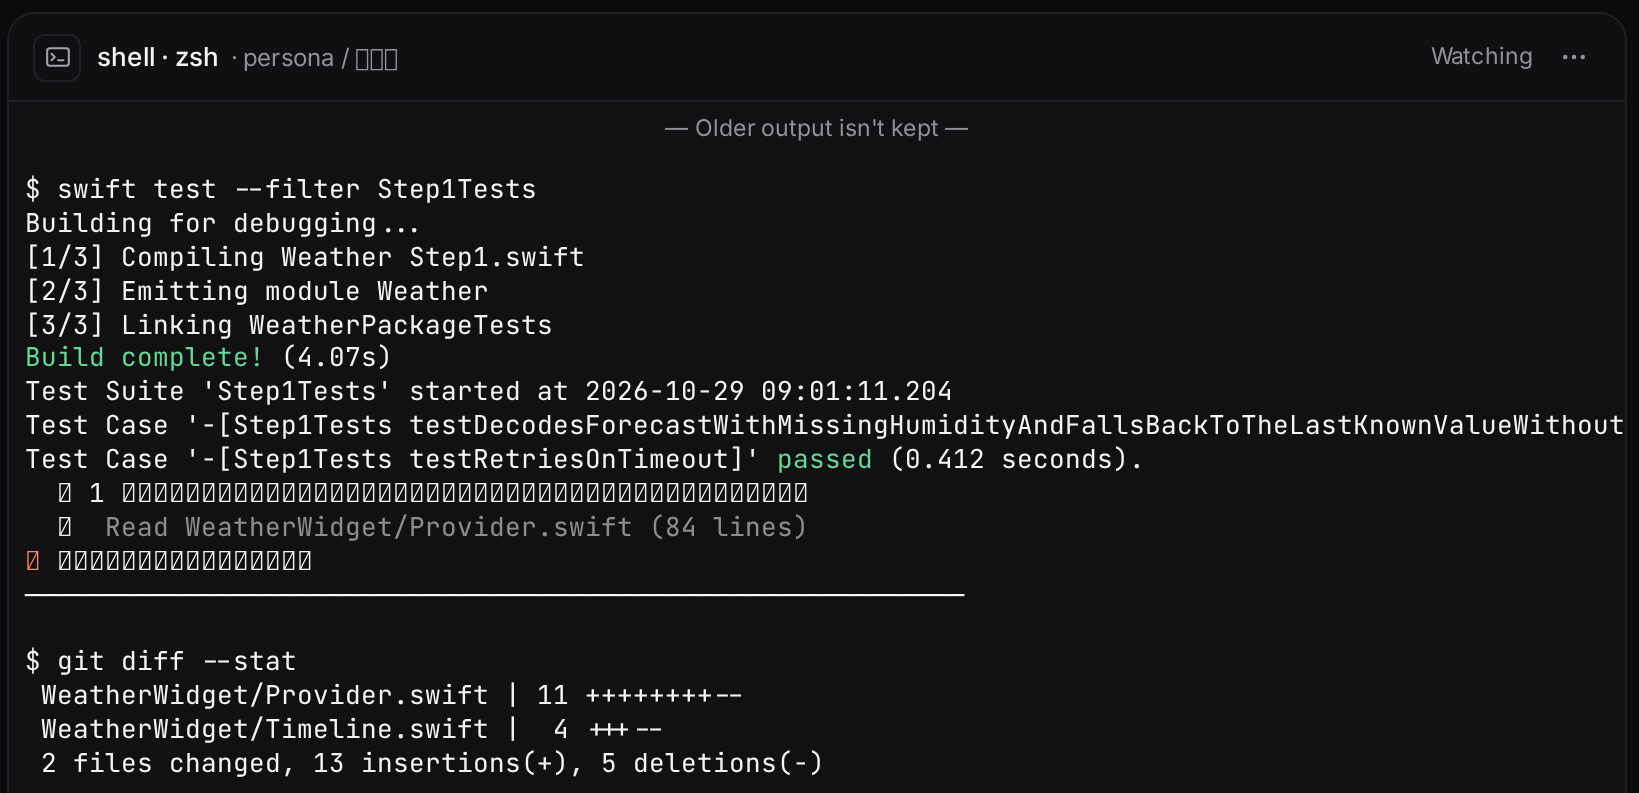 shell · zsh · persona /
Watching ···
— Older output isn't kept —
$ swift test --filter Step1Tests
Building for debugging...
[1/3] Compiling Weather Step1.swift
[2/3] Emitting module Weather
[3/3] Linking WeatherPackageTests
Build complete! (4.07s)
Test Suite 'Step1Tests' started at 2026-10-29 09:01:11.204
Test Case '-[Step1Tests testDecodesForecastWithMissingHumidityAndFallsBackToTheLastKnownValueWithout
Test Case '-[Step1Tests testRetriesOnTimeout]' passed (0.412 seconds).
1
Read WeatherWidget/Provider.swift (84 lines)
$ git diff --stat
WeatherWidget/Provider.swift | 11 ++++++++--
WeatherWidget/Timeline.swift | 4 +++--
2 files changed, 13 insertions(+), 5 deletions(-)